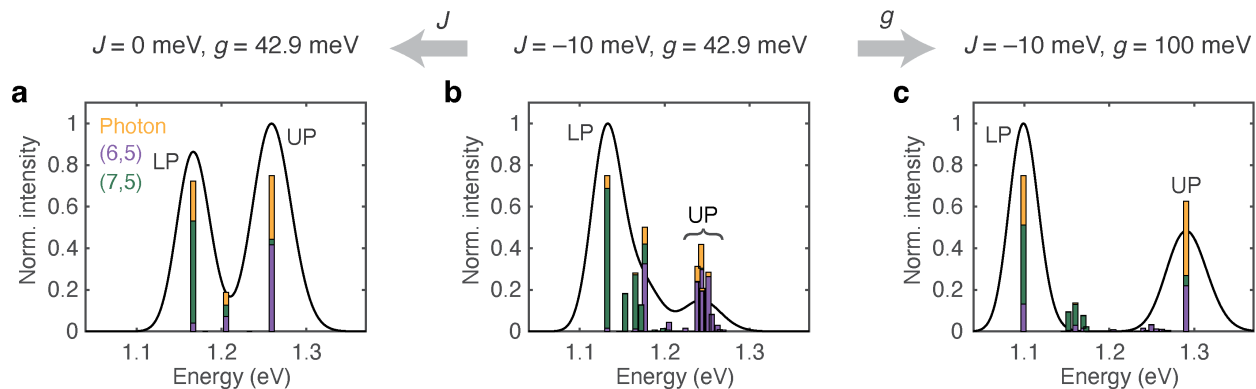 J
g
J = 0 meV, g = 42.9 meV
J = –10 meV, g = 42.9 meV
J = –10 meV, g = 100 meV
a
Norm. intensity
1
0.8
0.6
0.4
0.2
0
Photon
(6,5)
(7,5)
LP
UP
1.1
1.2
1.3
Energy (eV)
b
Norm. intensity
1
0.8
0.6
0.4
0.2
0
LP
UP
1.1
1.2
1.3
Energy (eV)
c
Norm. intensity
1
0.8
0.6
0.4
0.2
0
LP
UP
1.1
1.2
1.3
Energy (eV)